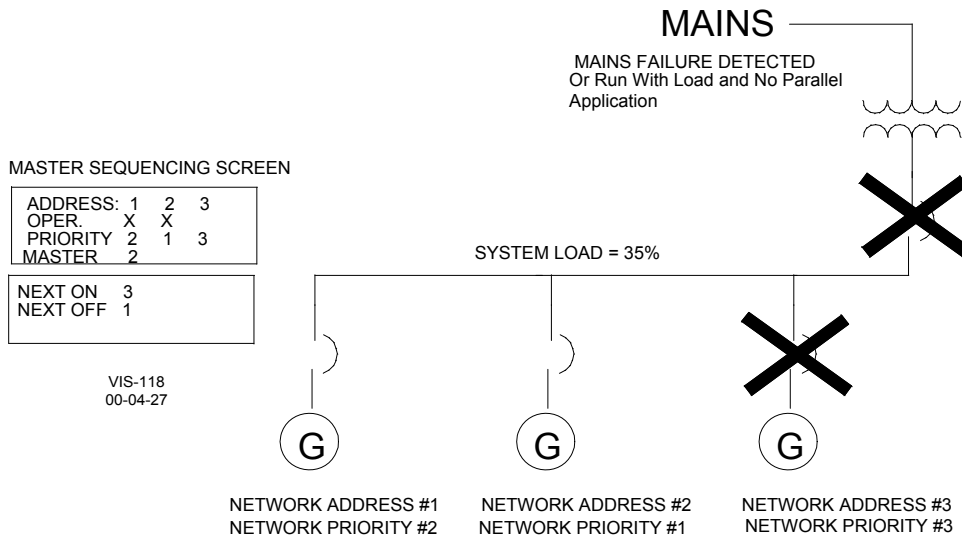 MAINS
MAINS FAILURE DETECTED
Or Run With Load and No Parallel
Application
MASTER SEQUENCING SCREEN
ADDRESS: 1 2 3
OPER. X X
PRIORITY 2 1 3
MASTER 2
SYSTEM LOAD = 35%
NEXT ON 3
NEXT OFF 1
VIS-118
00-04-27
G G G
NETWORK ADDRESS #1
NETWORK PRIORITY #2
NETWORK ADDRESS #2
NETWORK PRIORITY #1
NETWORK ADDRESS #3
NETWORK PRIORITY #3